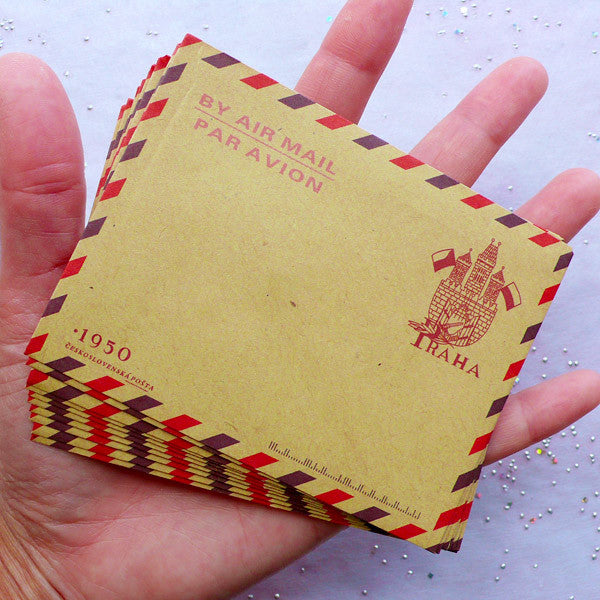 BY AIR MAIL
PAR AVION
PRAHA
·1950
ČESKOSLOVENSKÁ POŠTA